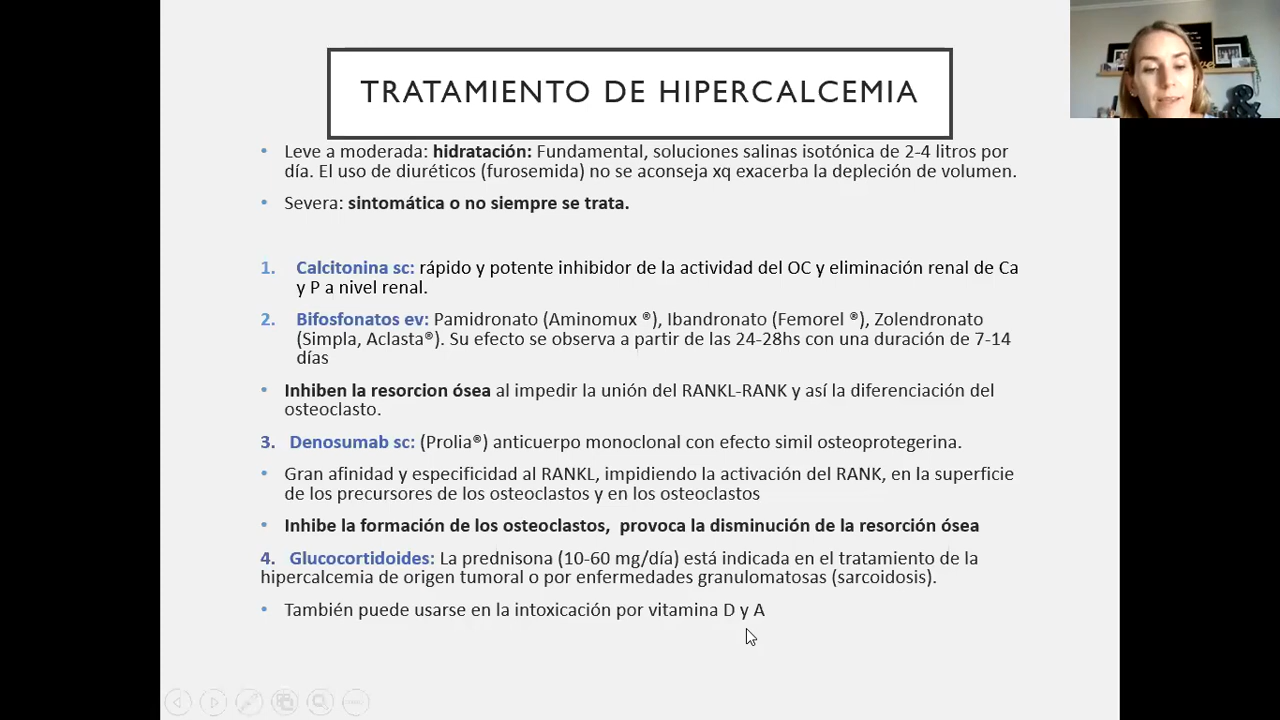 TRATAMIENTO DE HIPERCALCEMIA
• Leve a moderada: hidratación: Fundamental, soluciones salinas isotónica de 2-4 litros por
día. El uso de diuréticos (furosemida) no se aconseja xq exacerba la depleción de volumen.
• Severa: sintomática o no siempre se trata.
1. Calcitonina sc: rápido y potente inhibidor de la actividad del OC y eliminación renal de Ca
y P a nivel renal.
2. Bifosfonatos ev: Pamidronato (Aminomux ®), Ibandronato (Femorel ®), Zolendronato
(Simpla, Aclasta®). Su efecto se observa a partir de las 24-28hs con una duración de 7-14
días
• Inhiben la resorcion ósea al impedir la unión del RANKL-RANK y así la diferenciación del
osteoclasto.
3. Denosumab sc: (Prolia®) anticuerpo monoclonal con efecto simil osteoprotegerina.
• Gran afinidad y especificidad al RANKL, impidiendo la activación del RANK, en la superficie
de los precursores de los osteoclastos y en los osteoclastos
• Inhibe la formación de los osteoclastos, provoca la disminución de la resorción ósea
4. Glucocortidoides: La prednisona (10-60 mg/día) está indicada en el tratamiento de la
hipercalcemia de origen tumoral o por enfermedades granulomatosas (sarcoidosis).
• También puede usarse en la intoxicación por vitamina D y A